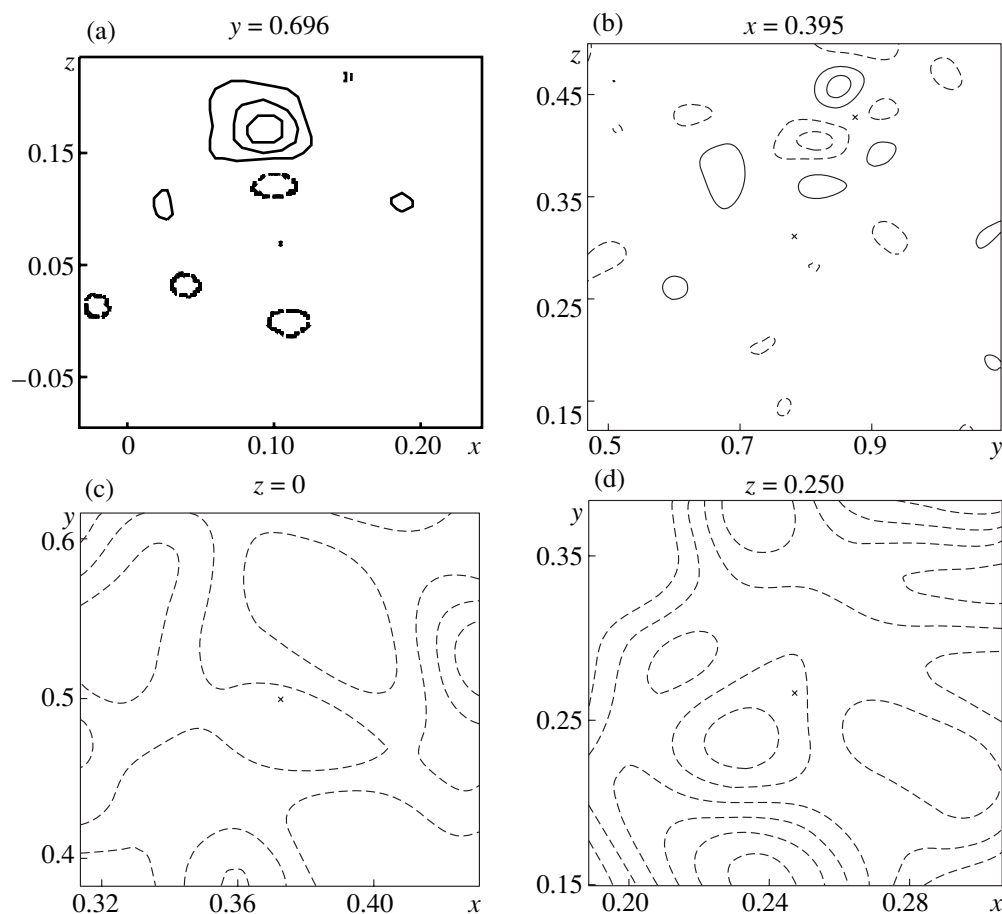 (a) y = 0.696
z
0.15
0.05
−0.05
0 0.10 0.20 x
(b) x = 0.395
z
0.45
0.35
0.25
0.15
0.5 0.7 0.9 y
(c) z = 0
y
0.6
0.5
0.4
0.32 0.36 0.40 x
(d) z = 0.250
y
0.35
0.25
0.15
0.20 0.24 0.28 x